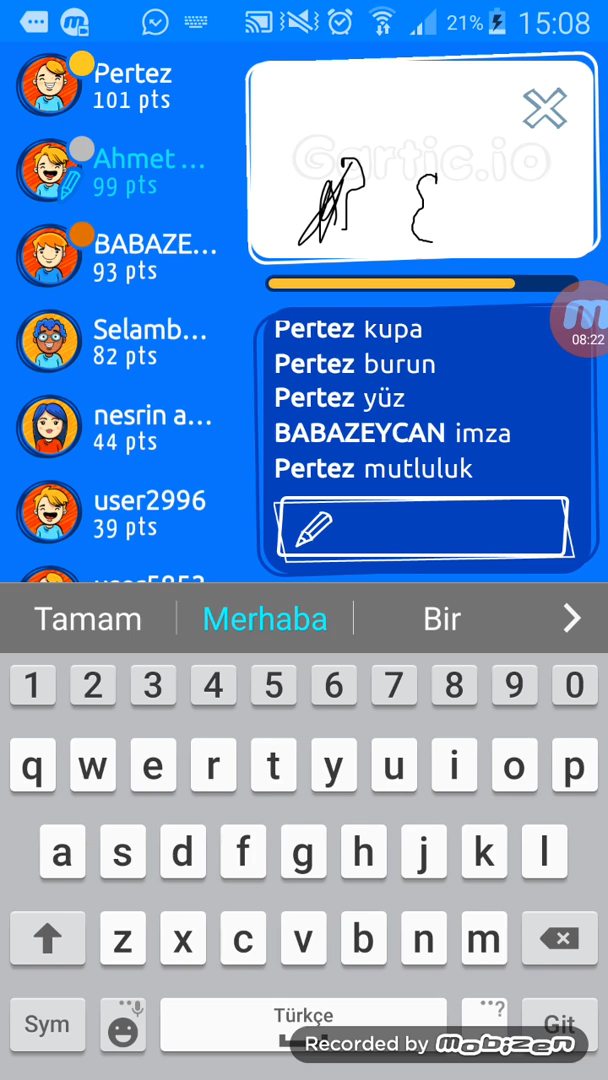 21% 15:08
Pertez
101 pts
Ahmet ...
99 pts
BABAZE...
93 pts
Selamb...
82 pts
nesrin a...
44 pts
user2996
39 pts
Gartic.io
08:22
Pertez kupa
Pertez burun
Pertez yüz
BABAZEYCAN imza
Pertez mutluluk
Tamam Merhaba Bir
1 2 3 4 5 6 7 8 9 0
q w e r t y u i o p
a s d f g h j k l
z x c v b n m
Sym Türkçe ...? Git
Recorded by mobizen